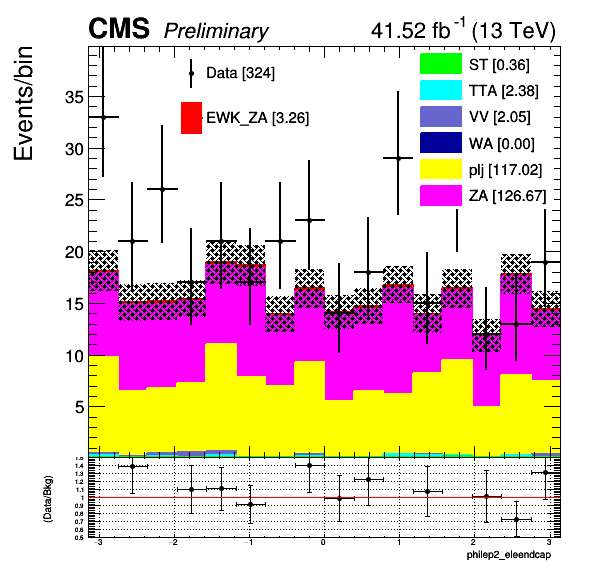 CMS Preliminary 41.52 fb⁻¹ (13 TeV)
Events/bin
Data [324]
EWK_ZA [3.26]
ST [0.36]
TTA [2.38]
VV [2.05]
WA [0.00]
plj [117.02]
ZA [126.67]
35
30
25
20
15
10
5
(Data/Bkg)
1.5
1.4
1.3
1.2
1.1
1
0.9
0.8
0.7
0.6
0.5
−3 −2 −1 0 1 2 3
philep2_eleendcap